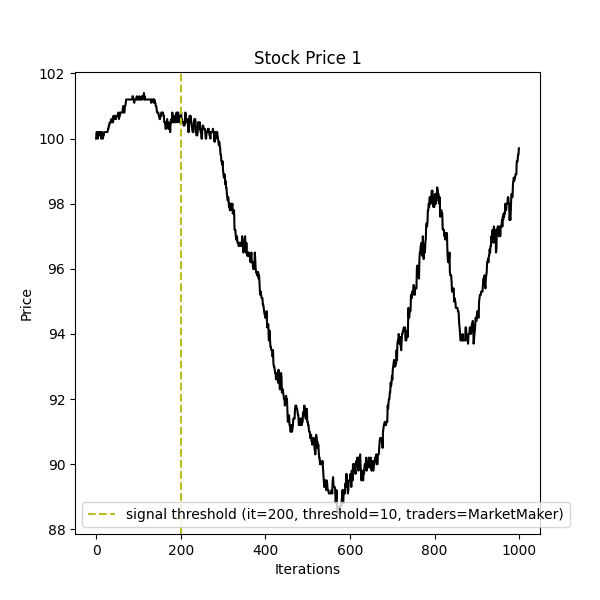 Stock Price 1
102
100
98
96
94
92
90
88
Price
signal threshold (it=200, threshold=10, traders=MarketMaker)
0 200 400 600 800 1000
Iterations